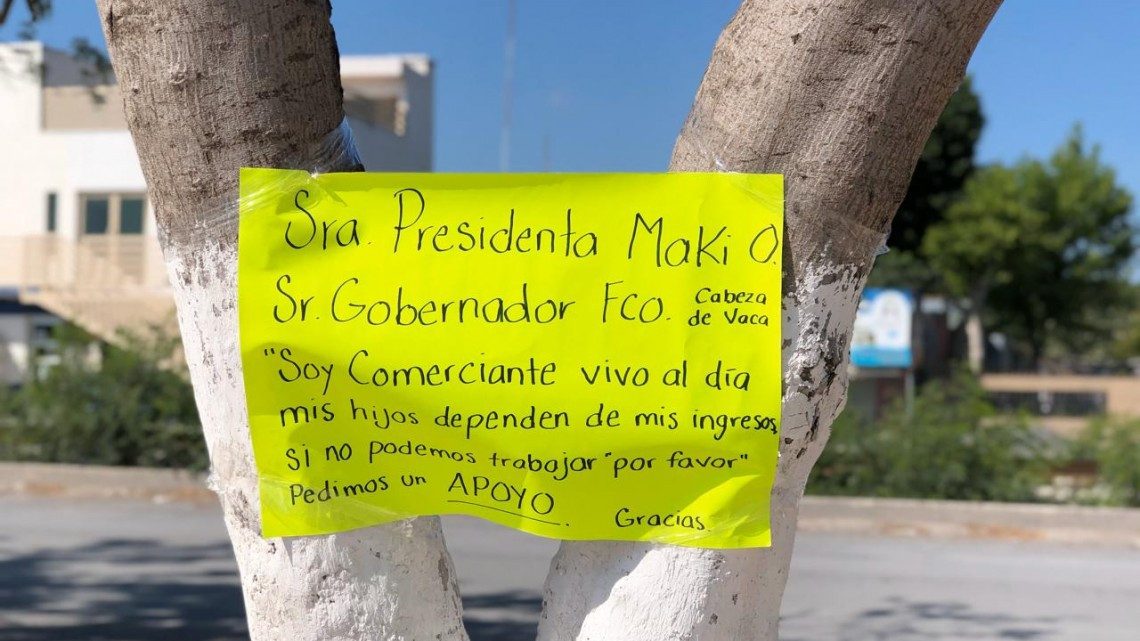 Sra. Presidenta Maki O.
Sr. Gobernador Fco. Cabeza de Vaca
"Soy Comerciante vivo al día
mis hijos dependen de mis ingresos,
si no podemos trabajar "por favor"
Pedimos un APOYO.
Gracias.